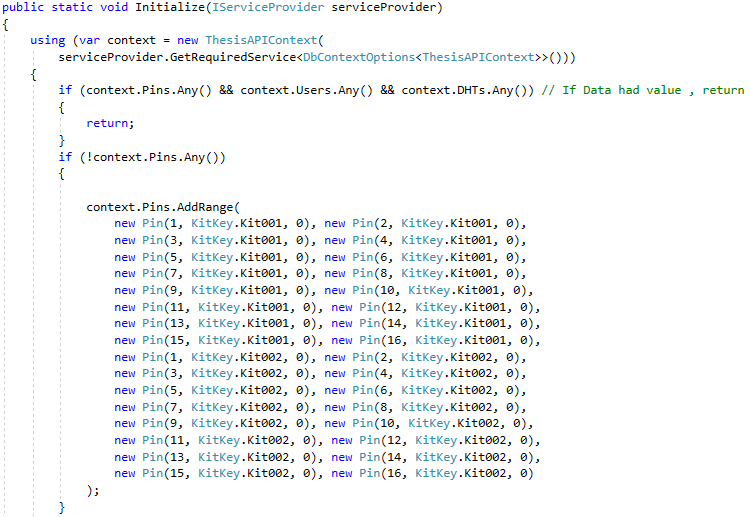 public static void Initialize(IServiceProvider serviceProvider)
{
using (var context = new ThesisAPIContext(
serviceProvider.GetRequiredService<DbContextOptions<ThesisAPIContext>>()))
{
if (context.Pins.Any() && context.Users.Any() && context.DHTs.Any()) // If Data had value , return
{
return;
}
if (!context.Pins.Any())
{
context.Pins.AddRange(
new Pin(1, KitKey.Kit001, 0), new Pin(2, KitKey.Kit001, 0),
new Pin(3, KitKey.Kit001, 0), new Pin(4, KitKey.Kit001, 0),
new Pin(5, KitKey.Kit001, 0), new Pin(6, KitKey.Kit001, 0),
new Pin(7, KitKey.Kit001, 0), new Pin(8, KitKey.Kit001, 0),
new Pin(9, KitKey.Kit001, 0), new Pin(10, KitKey.Kit001, 0),
new Pin(11, KitKey.Kit001, 0), new Pin(12, KitKey.Kit001, 0),
new Pin(13, KitKey.Kit001, 0), new Pin(14, KitKey.Kit001, 0),
new Pin(15, KitKey.Kit001, 0), new Pin(16, KitKey.Kit001, 0),
new Pin(1, KitKey.Kit002, 0), new Pin(2, KitKey.Kit002, 0),
new Pin(3, KitKey.Kit002, 0), new Pin(4, KitKey.Kit002, 0),
new Pin(5, KitKey.Kit002, 0), new Pin(6, KitKey.Kit002, 0),
new Pin(7, KitKey.Kit002, 0), new Pin(8, KitKey.Kit002, 0),
new Pin(9, KitKey.Kit002, 0), new Pin(10, KitKey.Kit002, 0),
new Pin(11, KitKey.Kit002, 0), new Pin(12, KitKey.Kit002, 0),
new Pin(13, KitKey.Kit002, 0), new Pin(14, KitKey.Kit002, 0),
new Pin(15, KitKey.Kit002, 0), new Pin(16, KitKey.Kit002, 0)
);
}